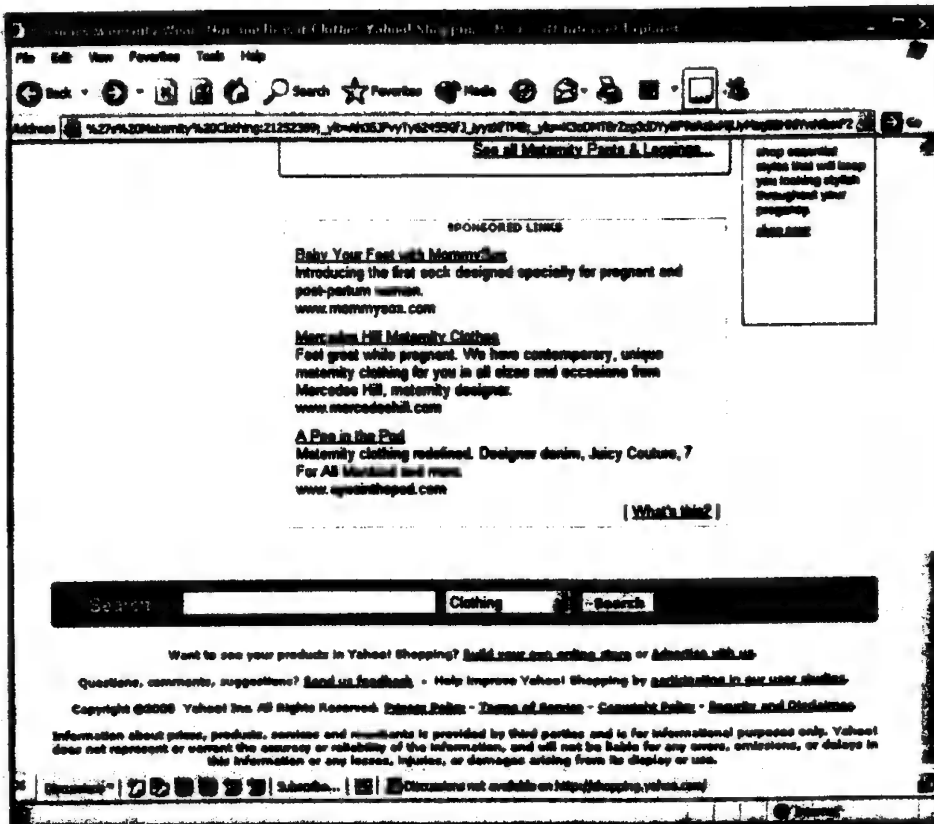 File Edit View Favorites Tools Help
Back Search Favorites Media
Address Go
See all Maternity Pants & Leggings...
shop essential
styles that will keep
you looking stylish
throughout your
pregnancy.
shop now
SPONSORED LINKS
Baby Your Feet with MommySox
Introducing the first sock designed specially for pregnant and
post-partum women.
www.mommysox.com
Mercedes Hill Maternity Clothes
Feel great while pregnant. We have contemporary, unique
maternity clothing for you in all sizes and occasions from
Mercedes Hill, maternity designer.
www.mercedeshill.com
A Pea in the Pod
Maternity clothing redefined. Designer denim, Juicy Couture, 7
For All Mankind and more.
www.apeainthepod.com
[ What's this? ]
Search Clothing Search
Want to see your products in Yahoo! Shopping? Build your own online store or Advertise with us.
Questions, comments, suggestions? Send us feedback - Help improve Yahoo! Shopping by participating in our user studies.
Copyright ©2005 Yahoo! Inc. All Rights Reserved. Privacy Policy - Terms of Service - Copyright Policy - Security and Disclaimer
Information about prices, products, services and merchants is provided by third parties and is for informational purposes only. Yahoo!
does not represent or warrant the accuracy or reliability of the information, and will not be liable for any errors, omissions, or delays in
this information or any losses, injuries, or damages arising from its display or use.
Discussions Subscribe... Discussions not available on http://shopping.yahoo.com/
Internet